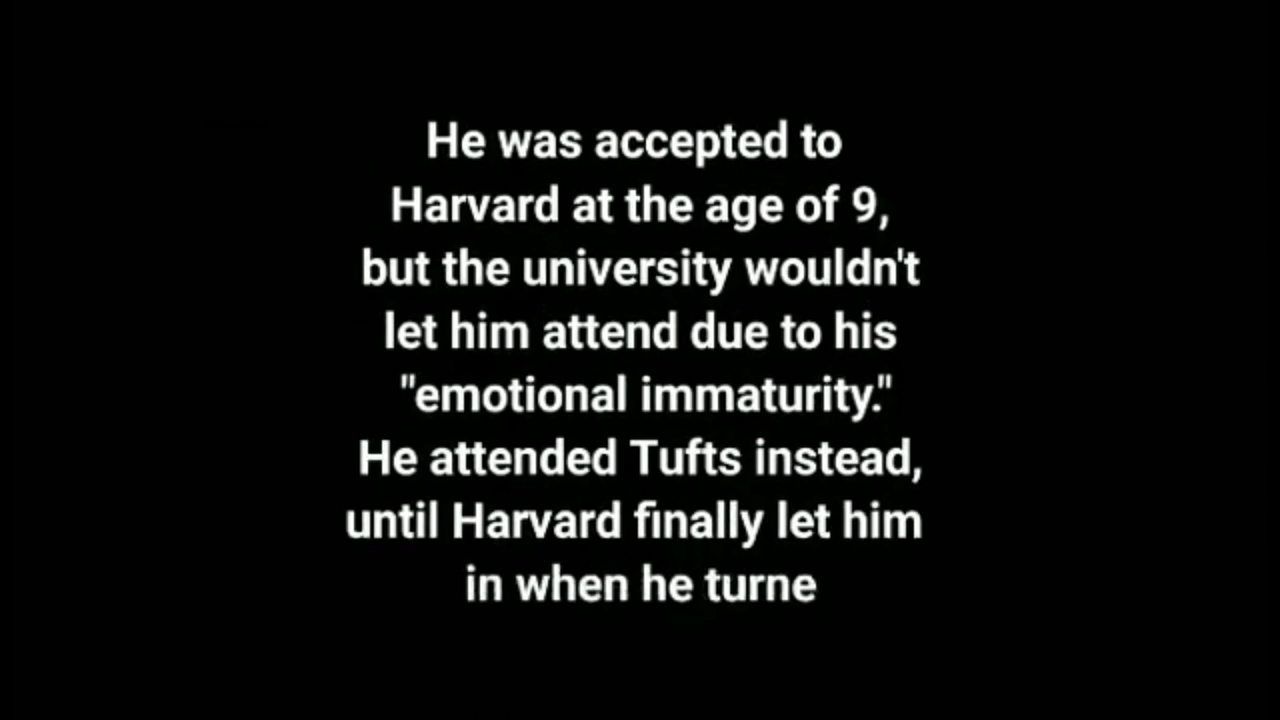 He was accepted to
Harvard at the age of 9,
but the university wouldn't
let him attend due to his
"emotional immaturity."
He attended Tufts instead,
until Harvard finally let him
in when he turne